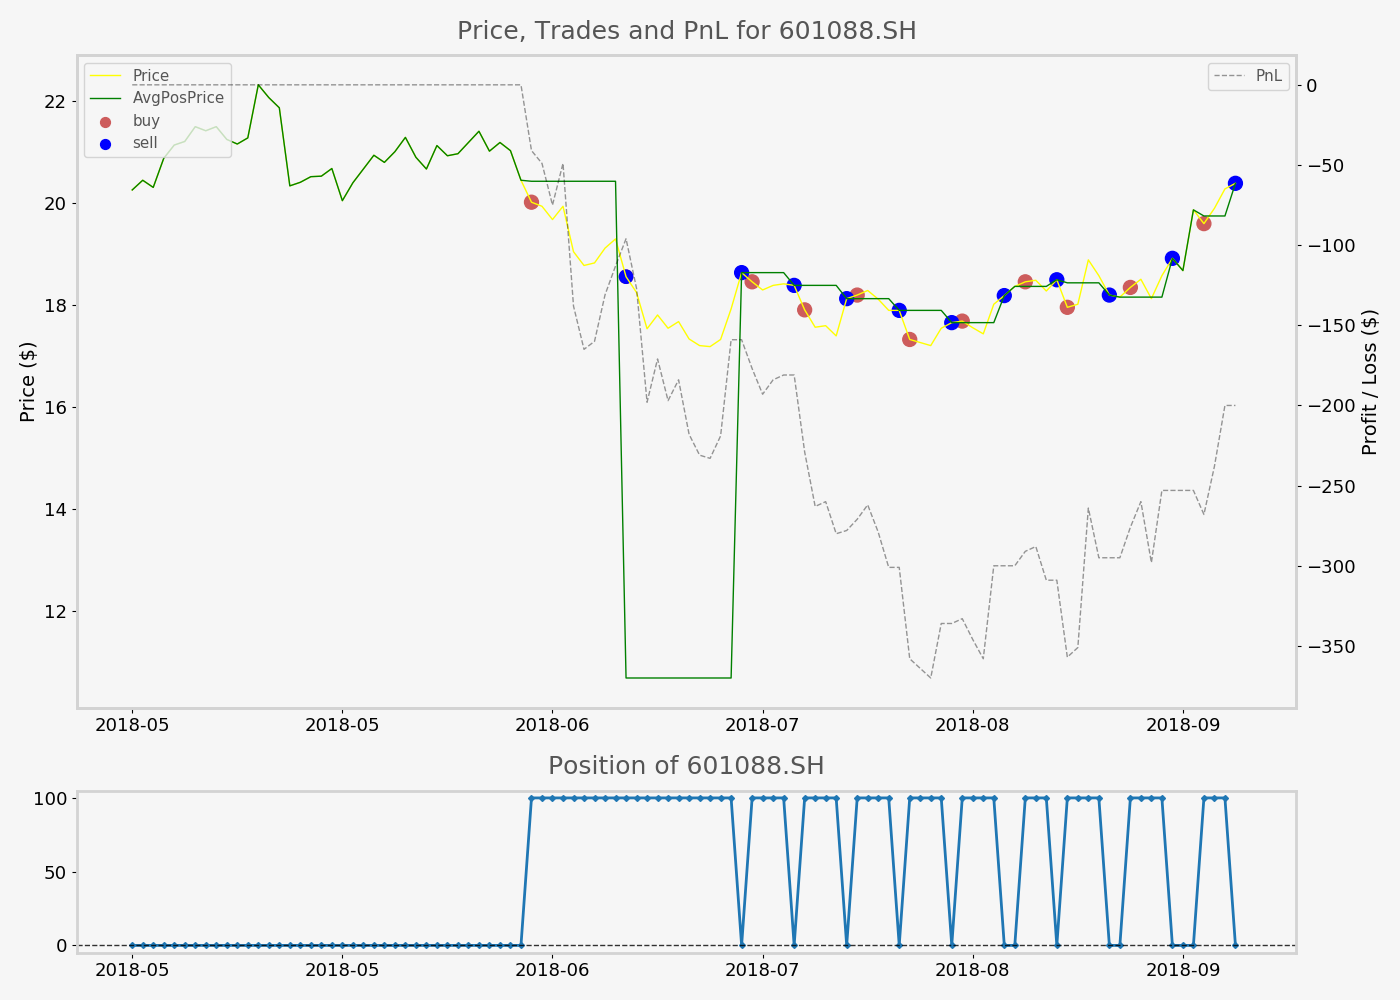 Price, Trades and PnL for 601088.SH
Price
AvgPosPrice
buy
sell
PnL
Price ($)
22
20
18
16
14
12
Profit / Loss ($)
0
−50
−100
−150
−200
−250
−300
−350
2018-05 2018-05 2018-06 2018-07 2018-08 2018-09
Position of 601088.SH
100
50
0
2018-05 2018-05 2018-06 2018-07 2018-08 2018-09